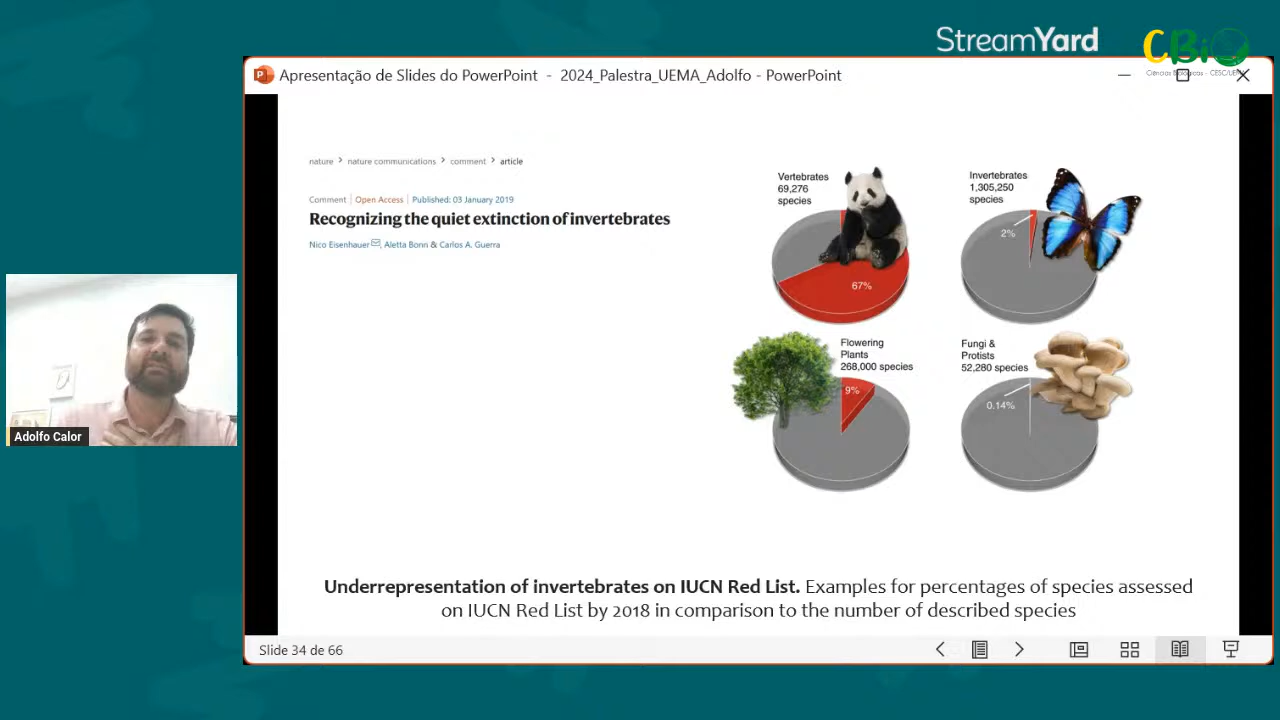 StreamYard
CBiO
Ciências Biológicas - CESC/UEMA
Apresentação de Slides do PowerPoint - 2024_Palestra_UEMA_Adolfo - PowerPoint
nature > nature communications > comment > article
Comment | Open Access | Published: 03 January 2019
Recognizing the quiet extinction of invertebrates
Nico Eisenhauer, Aletta Bonn & Carlos A. Guerra
Vertebrates
69,276
species
67%
Invertebrates
1,305,250
species
2%
Flowering
Plants
268,000 species
9%
Fungi &
Protists
52,280 species
0.14%
Adolfo Calor
Underrepresentation of invertebrates on IUCN Red List. Examples for percentages of species assessed
on IUCN Red List by 2018 in comparison to the number of described species
Slide 34 de 66